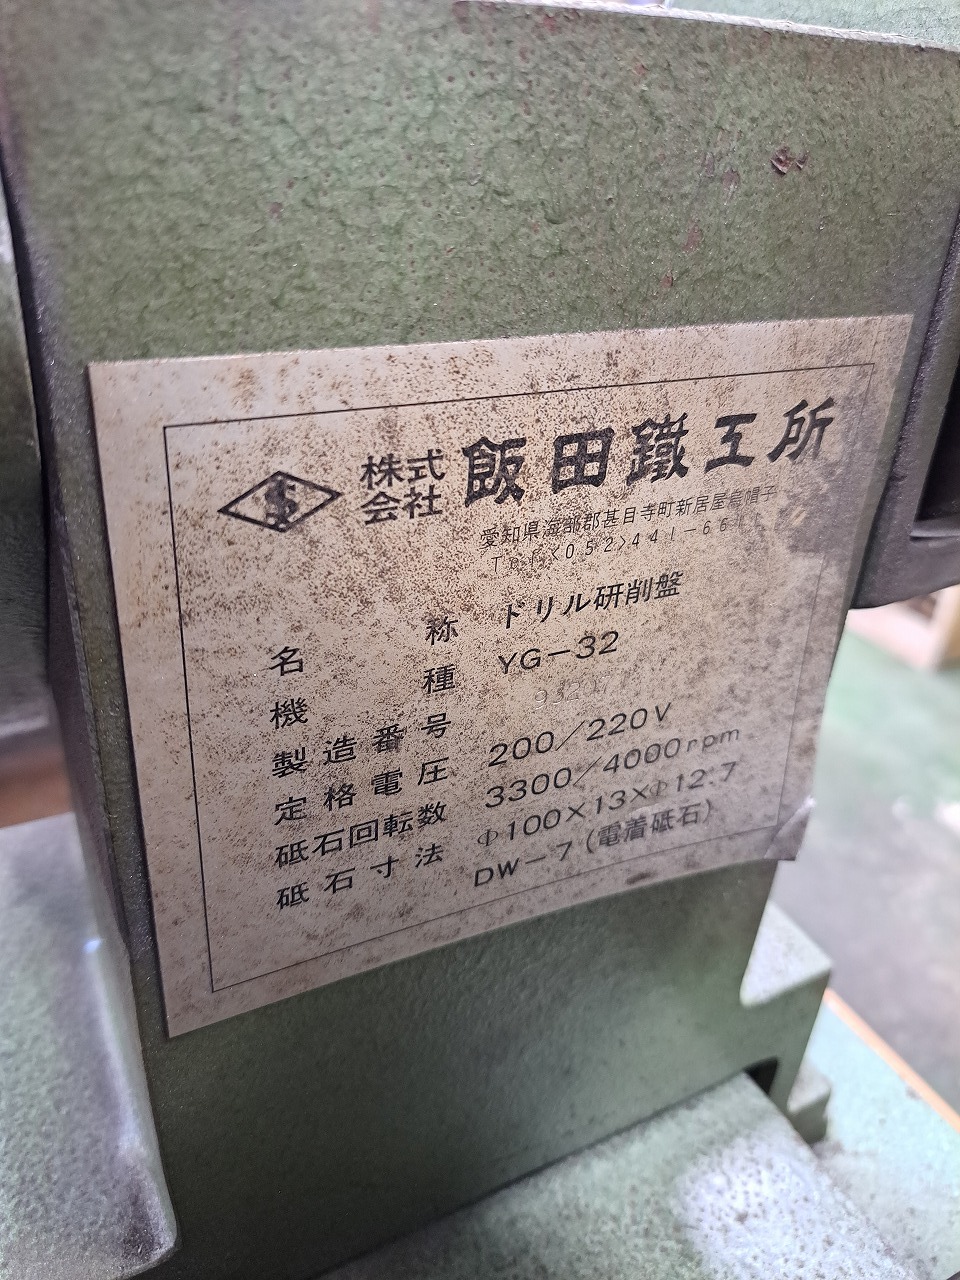 株式会社 飯田鐵工所
愛知県海部郡甚目寺町新居屋烏帽子
Tel<052>441-66
名称 ドリル研削盤
機種 YG-32
製造番号
定格電圧 200/220V
砥石回転数 3300/4000rpm
砥石寸法 Φ100×13×Φ12.7
DW-7(電着砥石)